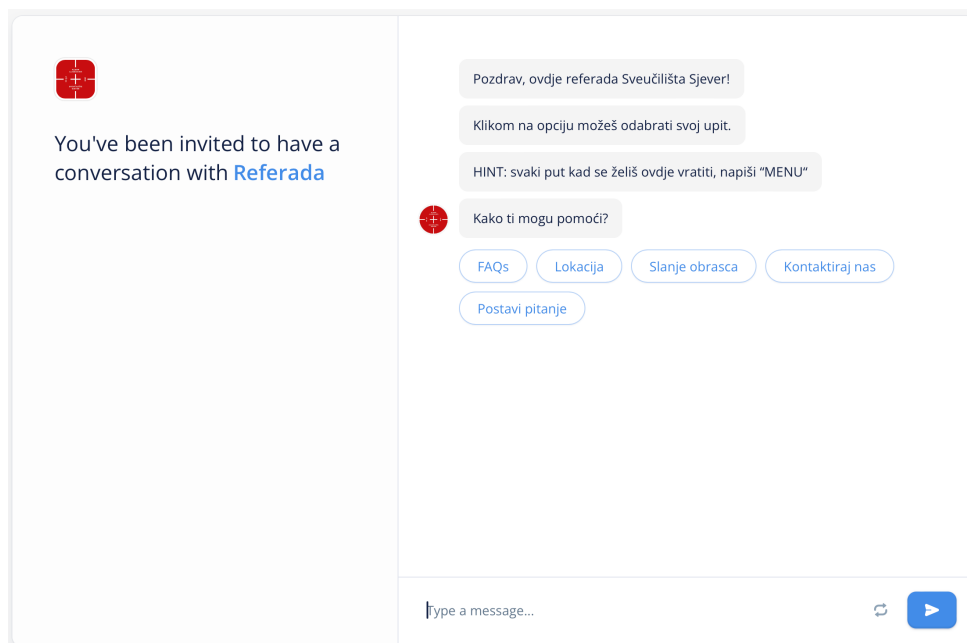 You've been invited to have a
conversation with Referada
Pozdrav, ovdje referada Sveučilišta Sjever!
Klikom na opciju možeš odabrati svoj upit.
HINT: svaki put kad se želiš ovdje vratiti, napiši “MENU“
Kako ti mogu pomoći?
FAQs
Lokacija
Slanje obrasca
Kontaktiraj nas
Postavi pitanje
Type a message...